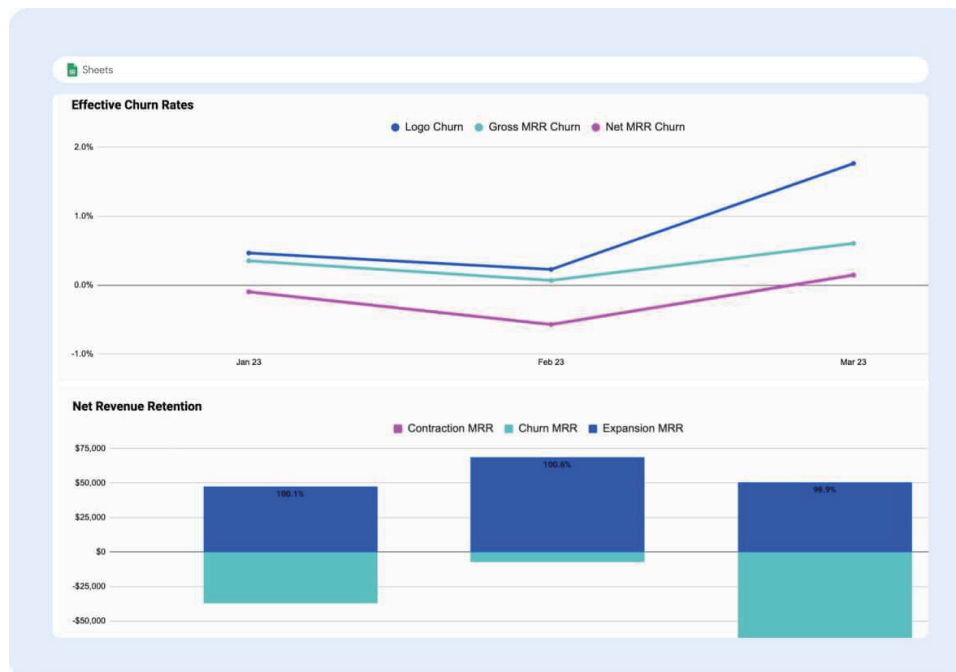 Sheets
Effective Churn Rates
Logo Churn Gross MRR Churn Net MRR Churn
2.0%
1.0%
0.0%
-1.0%
Jan 23 Feb 23 Mar 23
Net Revenue Retention
Contraction MRR Churn MRR Expansion MRR
$75,000
100.6%
$50,000
100.1% 99.9%
$25,000
$0
-$25,000
-$50,000